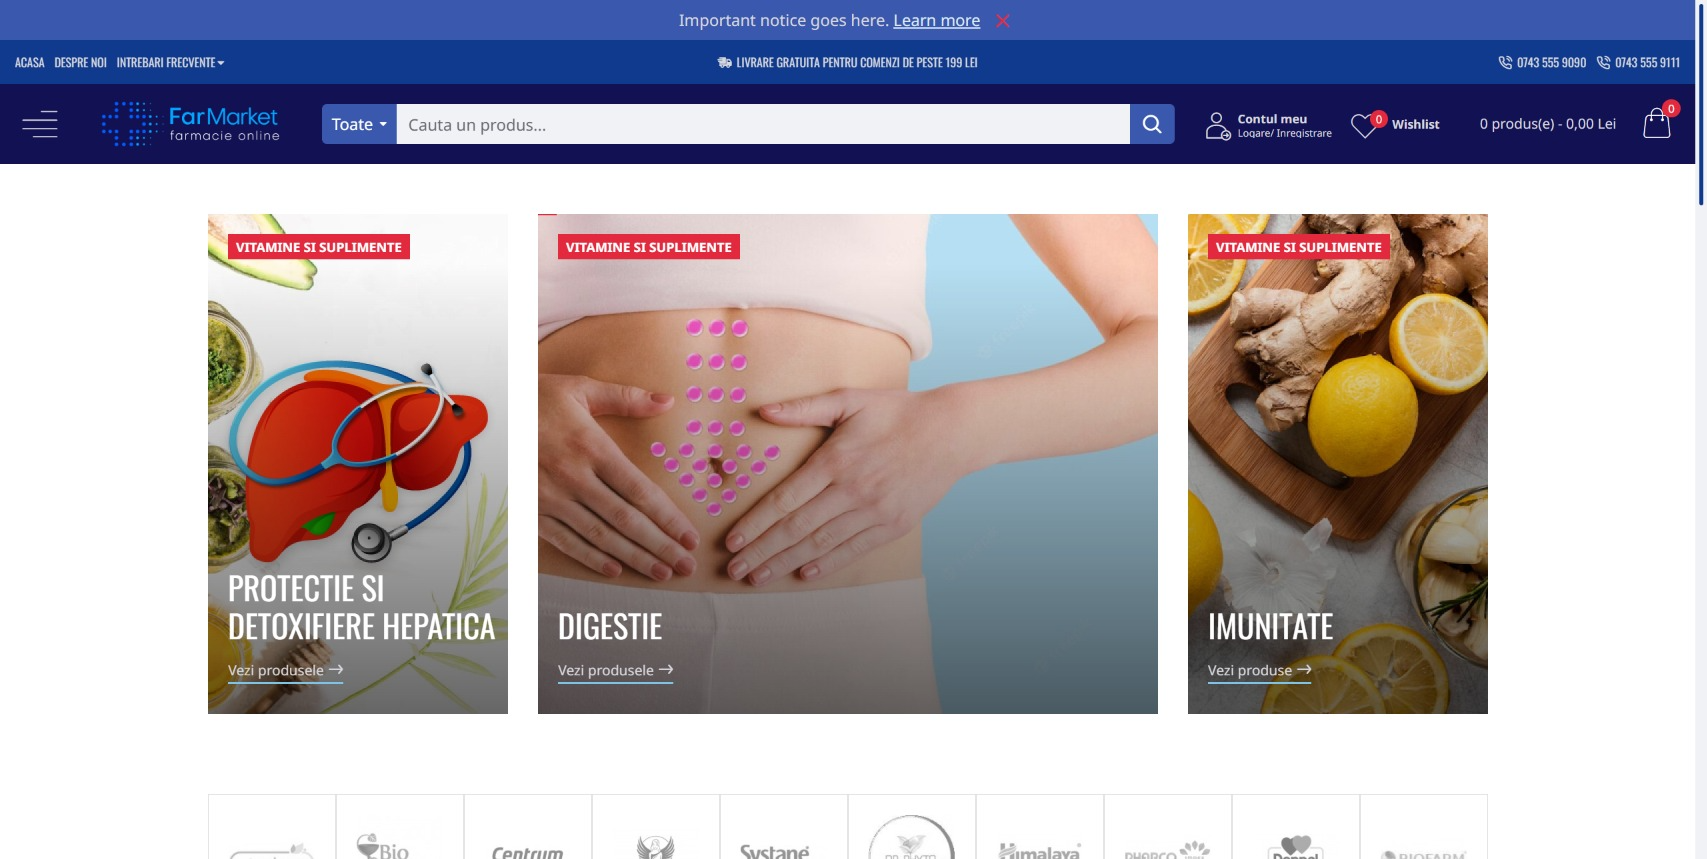 Important notice goes here. Learn more
ACASA DESPRE NOI INTREBARI FRECVENTE
LIVRARE GRATUITA PENTRU COMENZI DE PESTE 199 LEI
0743 555 9090 0743 555 9111
FarMarket
farmacie online
Toate
Cauta un produs...
Contul meu
Logare/ Inregistrare
0
Wishlist
0 produs(e) - 0,00 Lei
0
VITAMINE SI SUPLIMENTE
PROTECTIE SI
DETOXIFIERE HEPATICA
Vezi produsele
VITAMINE SI SUPLIMENTE
DIGESTIE
Vezi produsele
VITAMINE SI SUPLIMENTE
IMUNITATE
Vezi produse
Bio
Centrum
Systane
Himalaya
BIOFARM